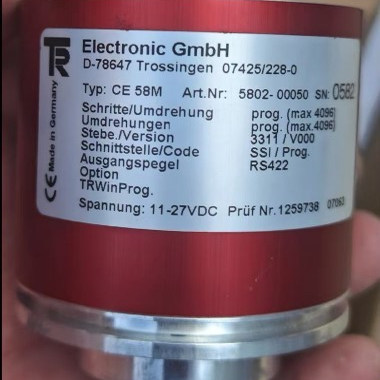 TR
Electronic GmbH
D-78647 Trossingen 07425/228-0
Typ: CE 58M Art.Nr: 5802-00050 SN: 0582
Schritte/Umdrehung prog. (max.4096)
Umdrehungen prog. (max.4096)
Stebe./Version 3311 / V000
Schnittstelle/Code SSI / Prog.
Ausgangspegel RS422
Option
TRWinProg.
Spannung: 11-27VDC Prüf Nr.1259738
CE Made in Germany